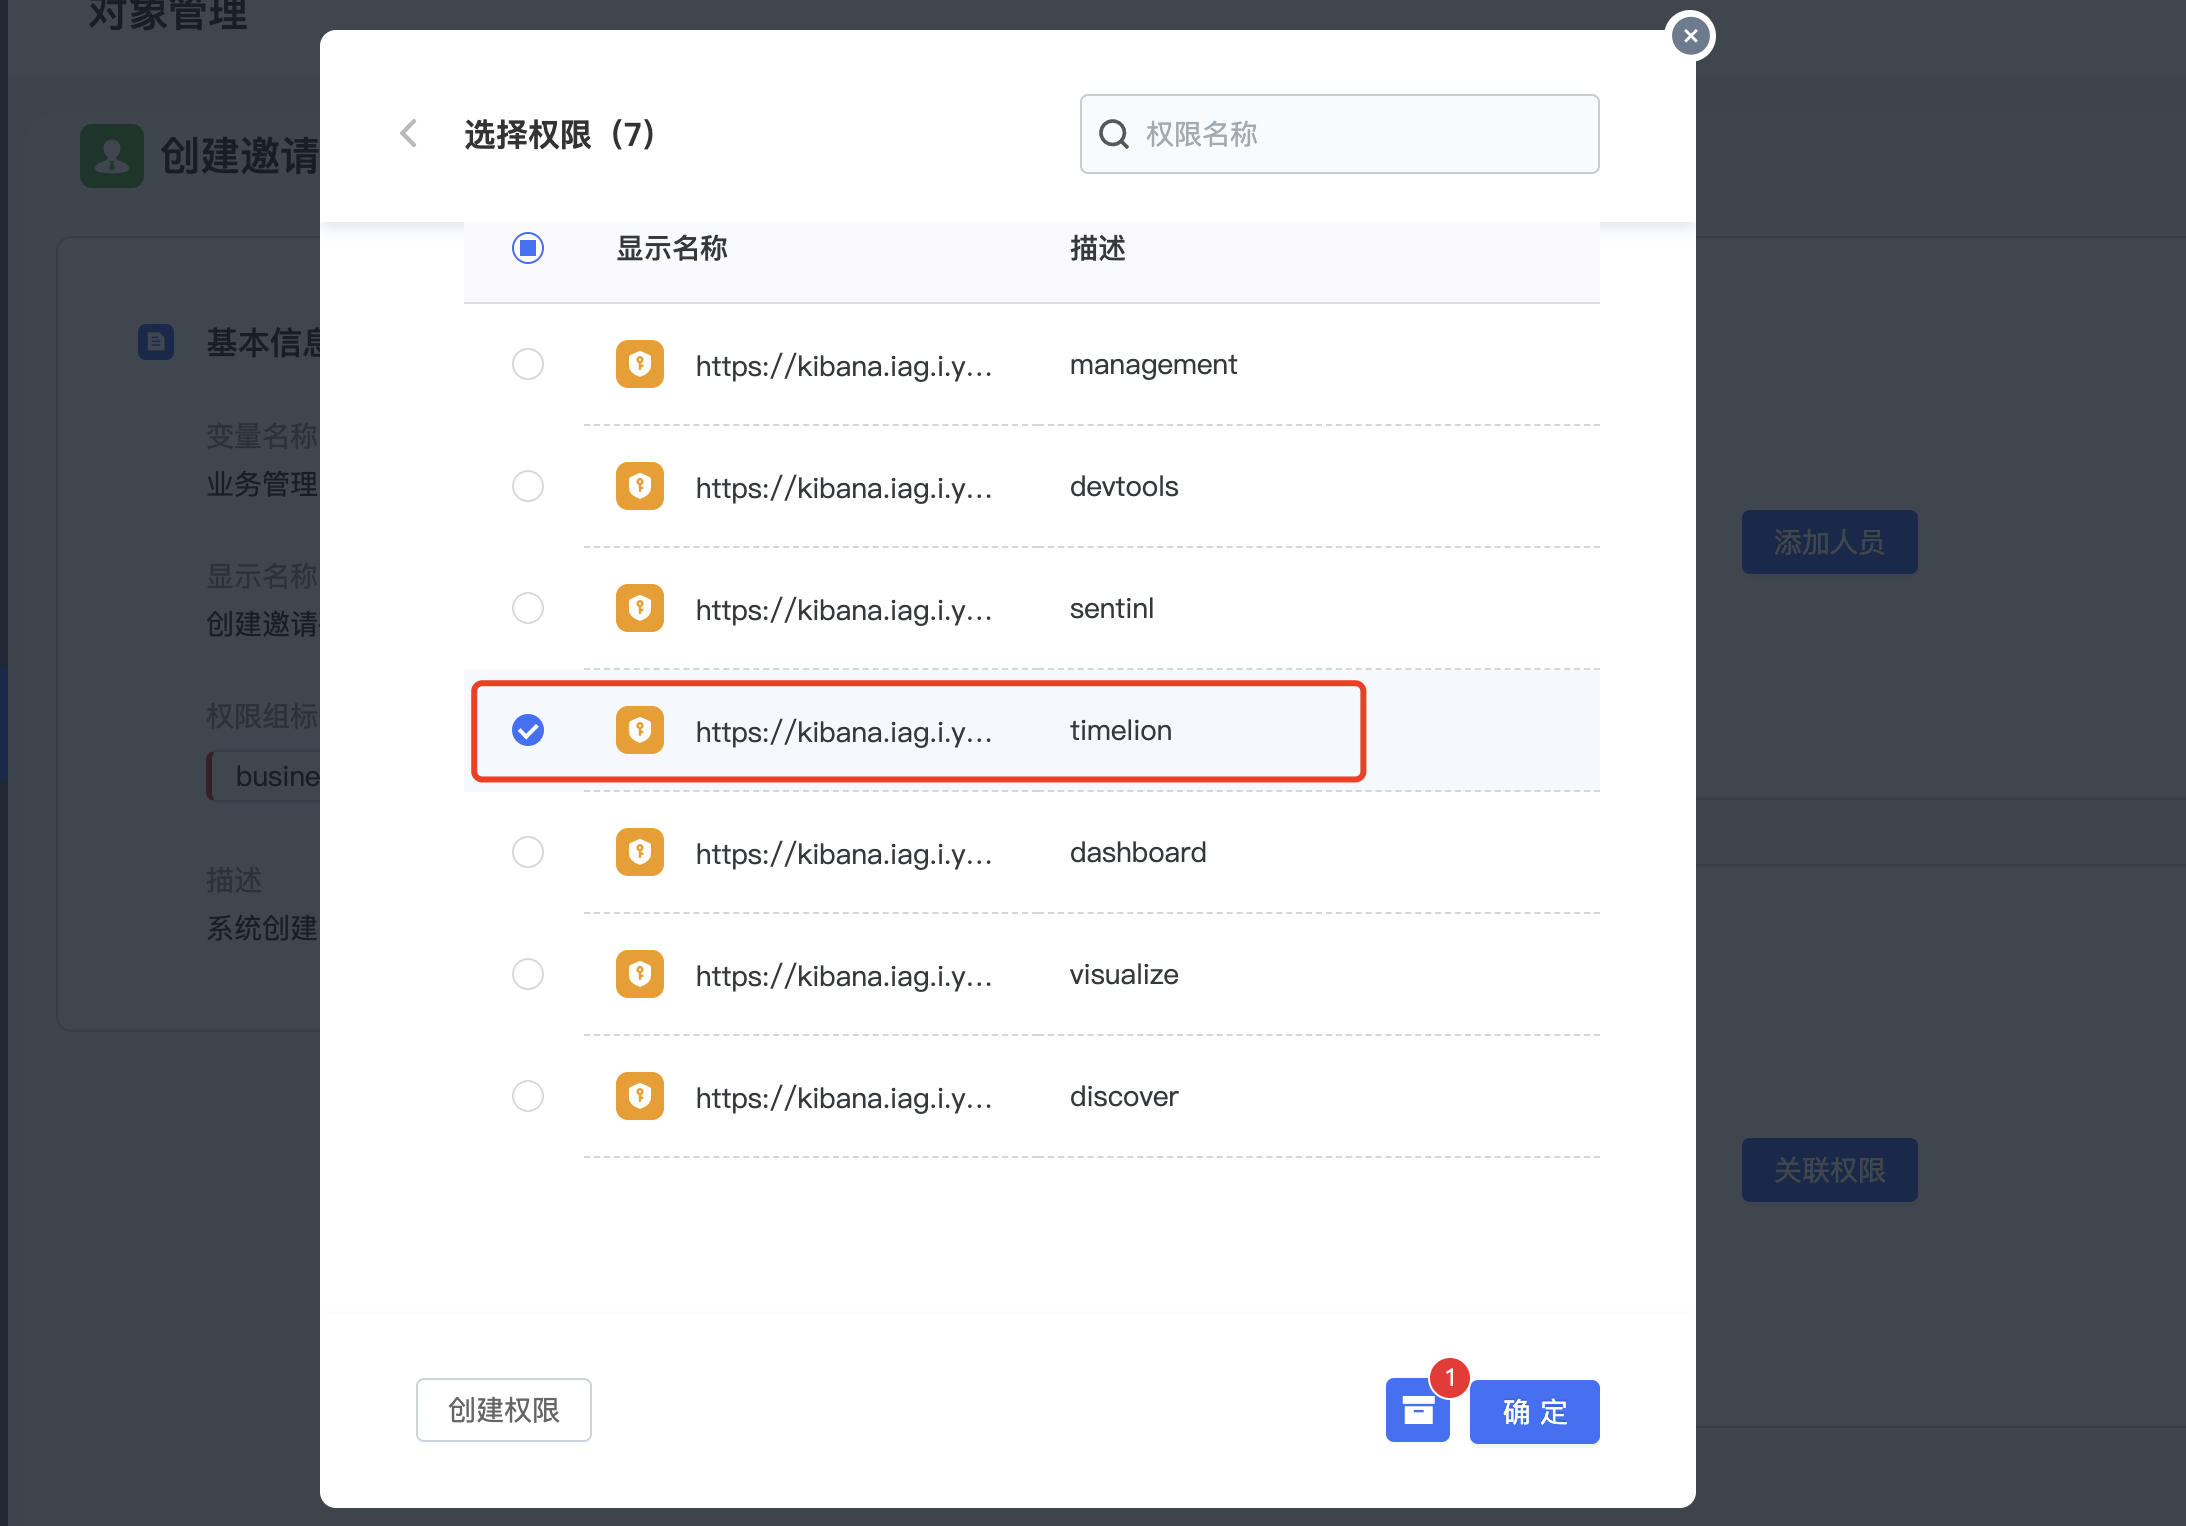 对象管理
创建邀请
基本信息
变量名称
业务管理
显示名称
创建邀请
权限组标
busine
描述
系统创建
选择权限（7）
权限名称
显示名称 描述
https://kibana.iag.i.y... management
https://kibana.iag.i.y... devtools
https://kibana.iag.i.y... sentinl
https://kibana.iag.i.y... timelion
https://kibana.iag.i.y... dashboard
https://kibana.iag.i.y... visualize
https://kibana.iag.i.y... discover
创建权限
1
确 定
添加人员
关联权限